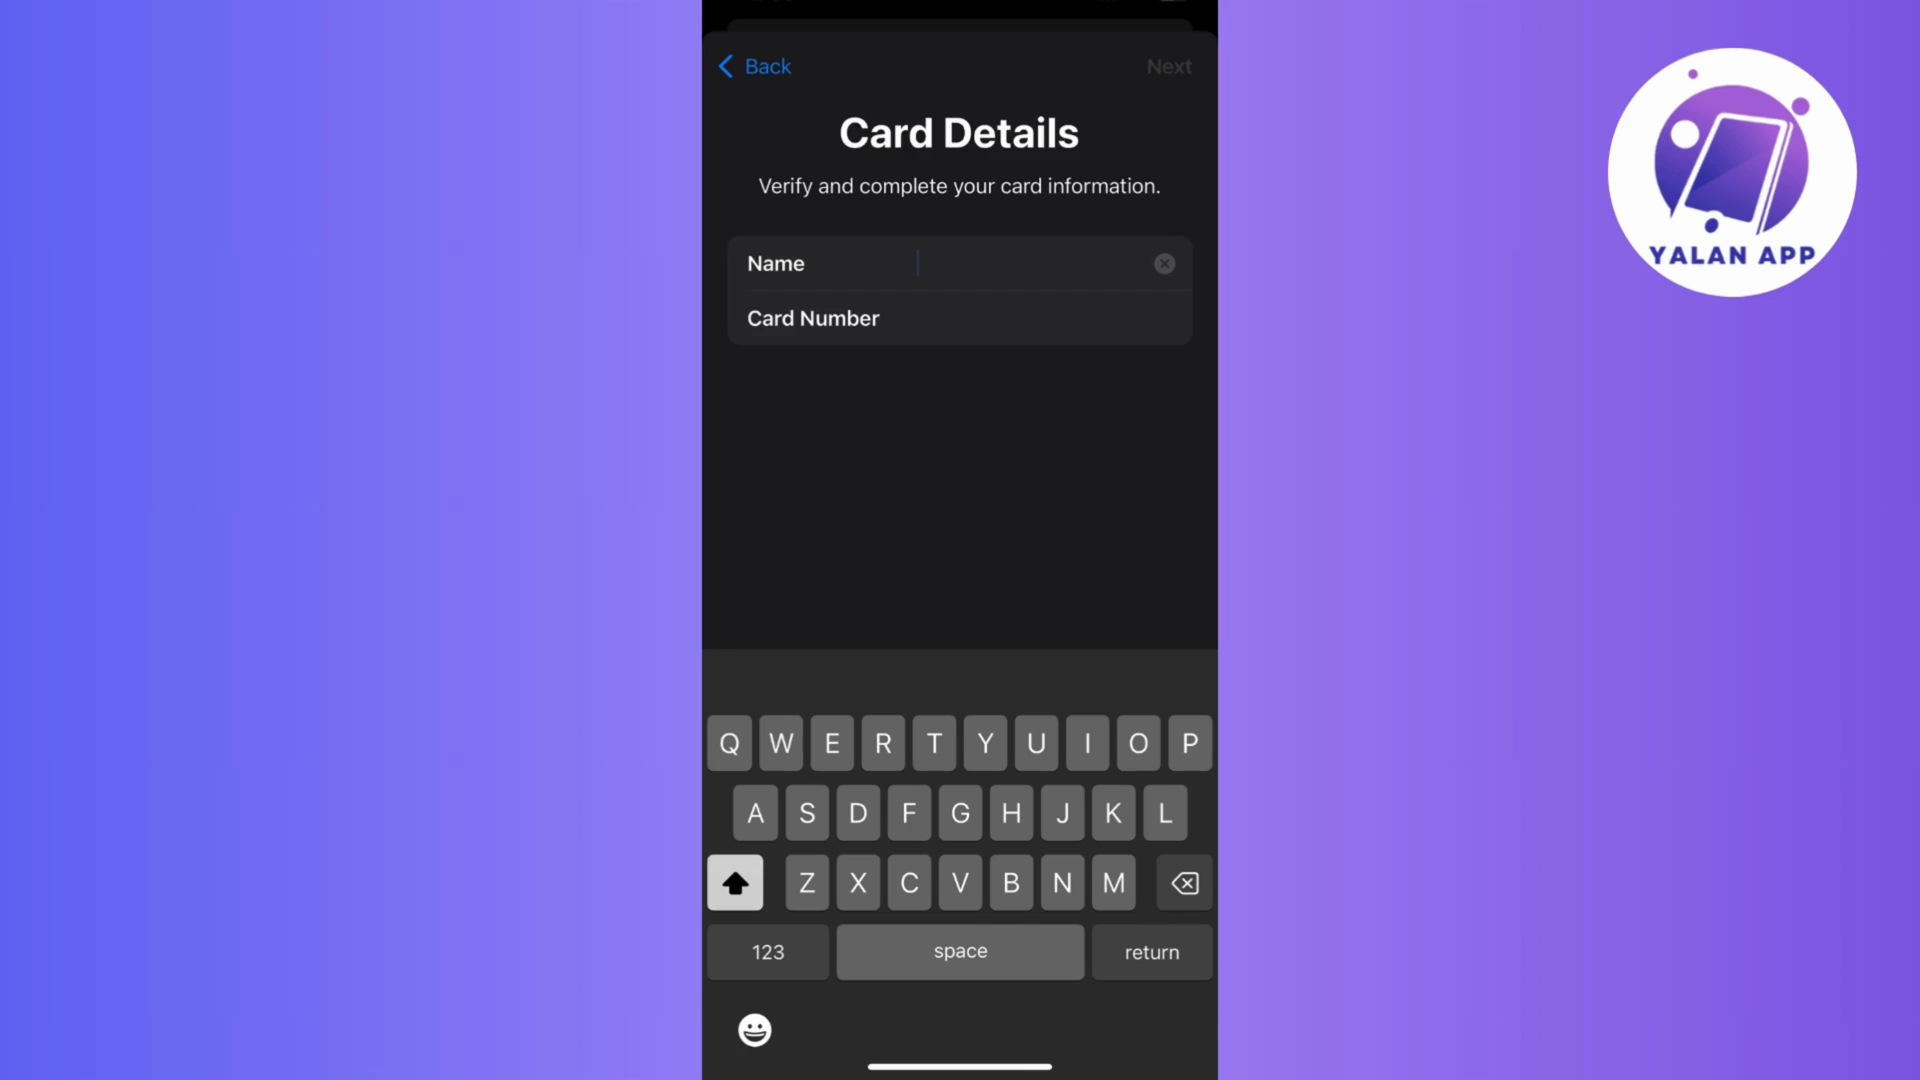 Back
Next
Card Details
Verify and complete your card information.
Name
Card Number
Q W E R T Y U I O P
A S D F G H J K L
Z X C V B N M
123
space
return
YALAN APP